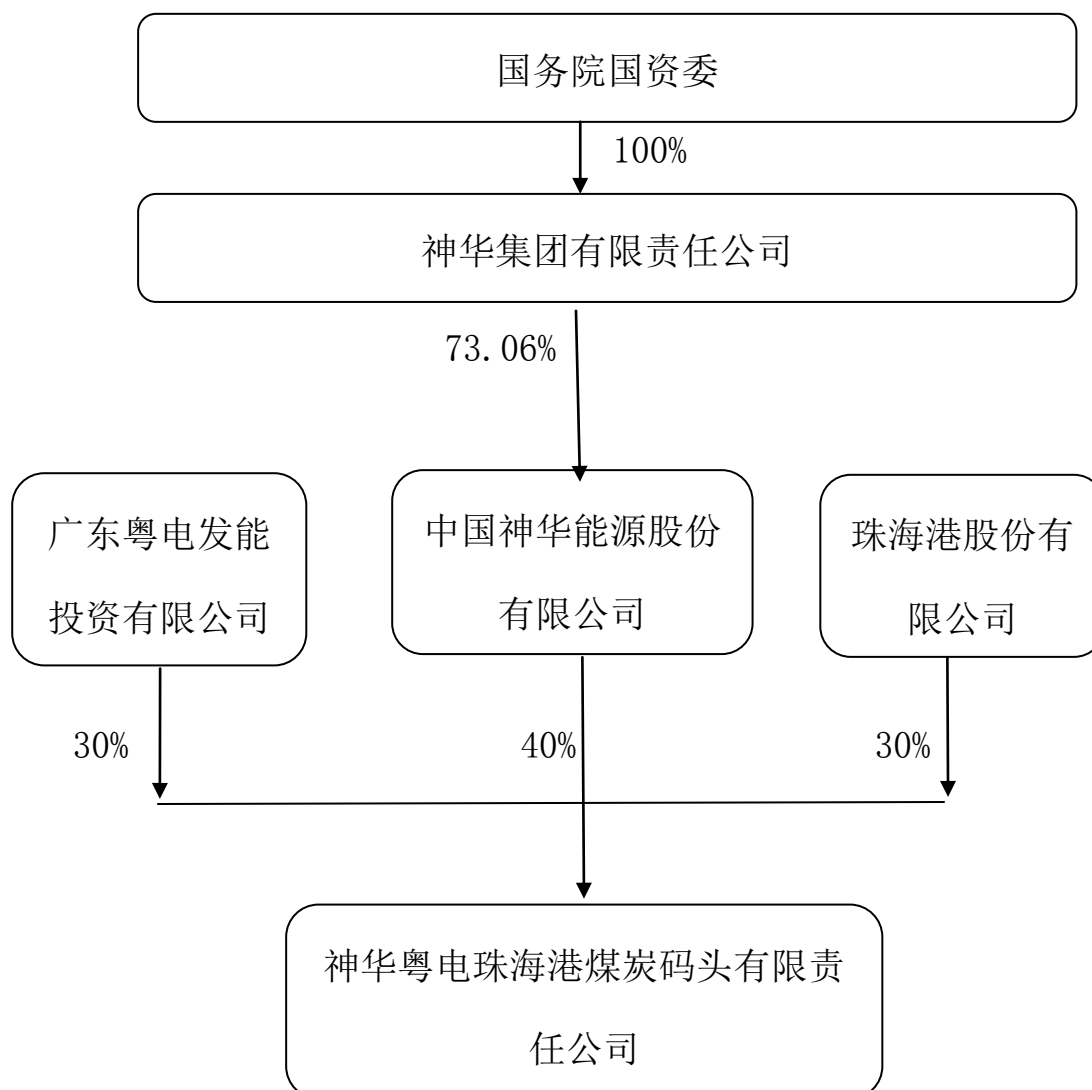 国务院国资委
100%
神华集团有限责任公司
73.06%
广东粤电发能
投资有限公司
中国神华能源股份
有限公司
珠海港股份有
限公司
30%
40%
30%
神华粤电珠海港煤炭码头有限责
任公司